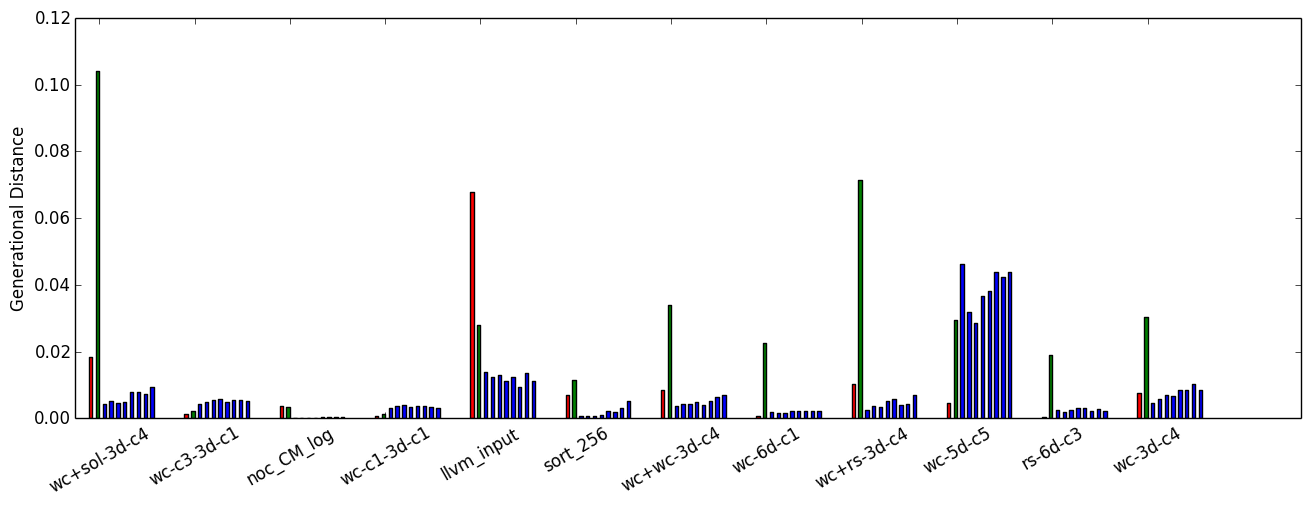 0.12
0.10
0.08
0.06
0.04
0.02
0.00
Generational Distance
wc+sol-3d-c4
wc-c3-3d-c1
noc_CM_log
wc-c1-3d-c1
llvm_input
sort_256
wc+wc-3d-c4
wc-6d-c1
wc+rs-3d-c4
wc-5d-c5
rs-6d-c3
wc-3d-c4